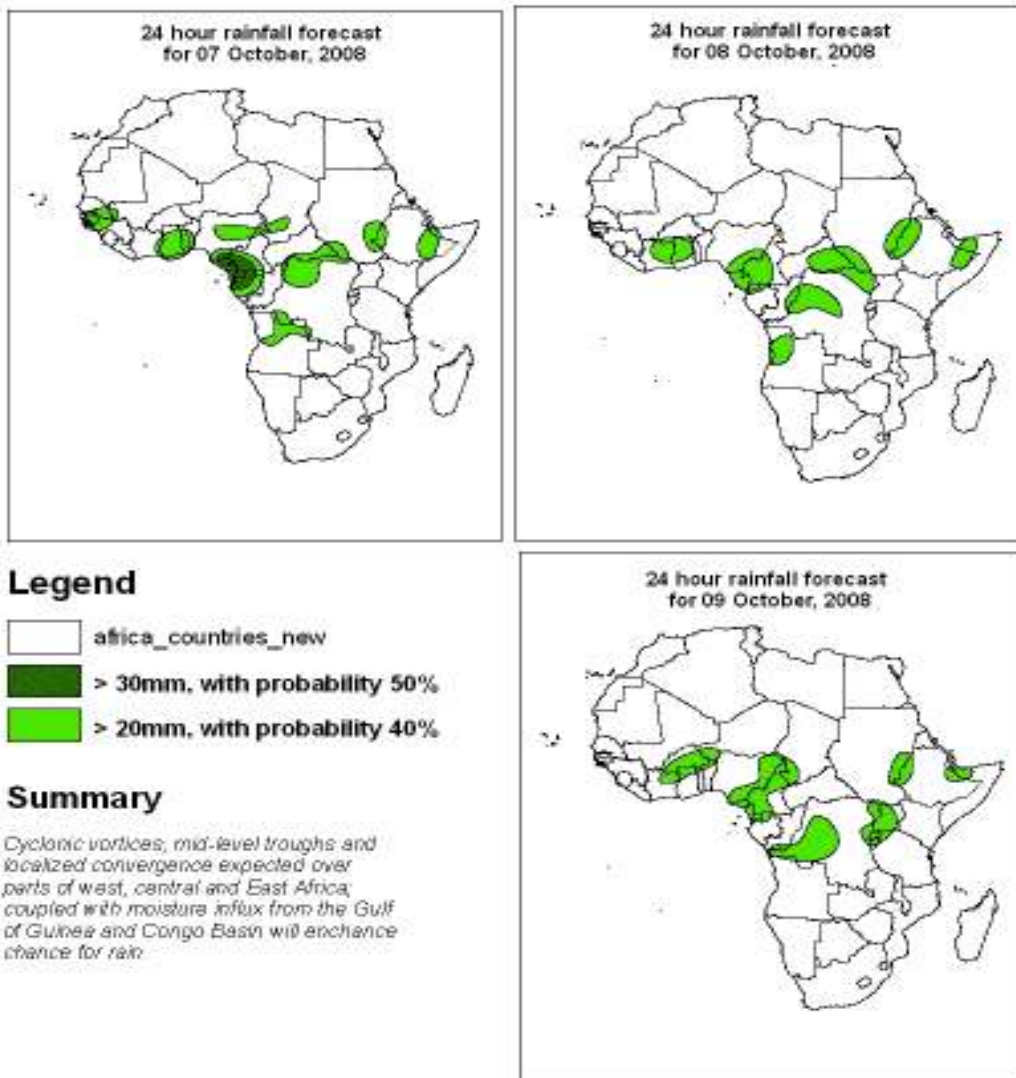 24 hour rainfall forecast
for 07 October, 2008
24 hour rainfall forecast
for 08 October, 2008
Legend
africa_countries_new
> 30mm, with probability 50%
> 20mm, with probability 40%
Summary
Cyclonic vortices, mid-level troughs and
localized convergence expected over
parts of west, central and East Africa;
coupled with moisture influx from the Gulf
of Guinea and Congo Basin will enchance
chance for rain
24 hour rainfall forecast
for 09 October, 2008